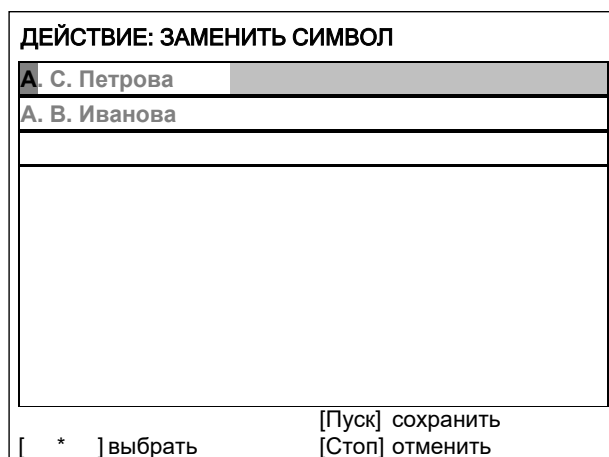 ДЕЙСТВИЕ: ЗАМЕНИТЬ СИМВОЛ
А. С. Петрова
А. В. Иванова
[Пуск] сохранить
[ * ] выбрать [Стоп] отменить